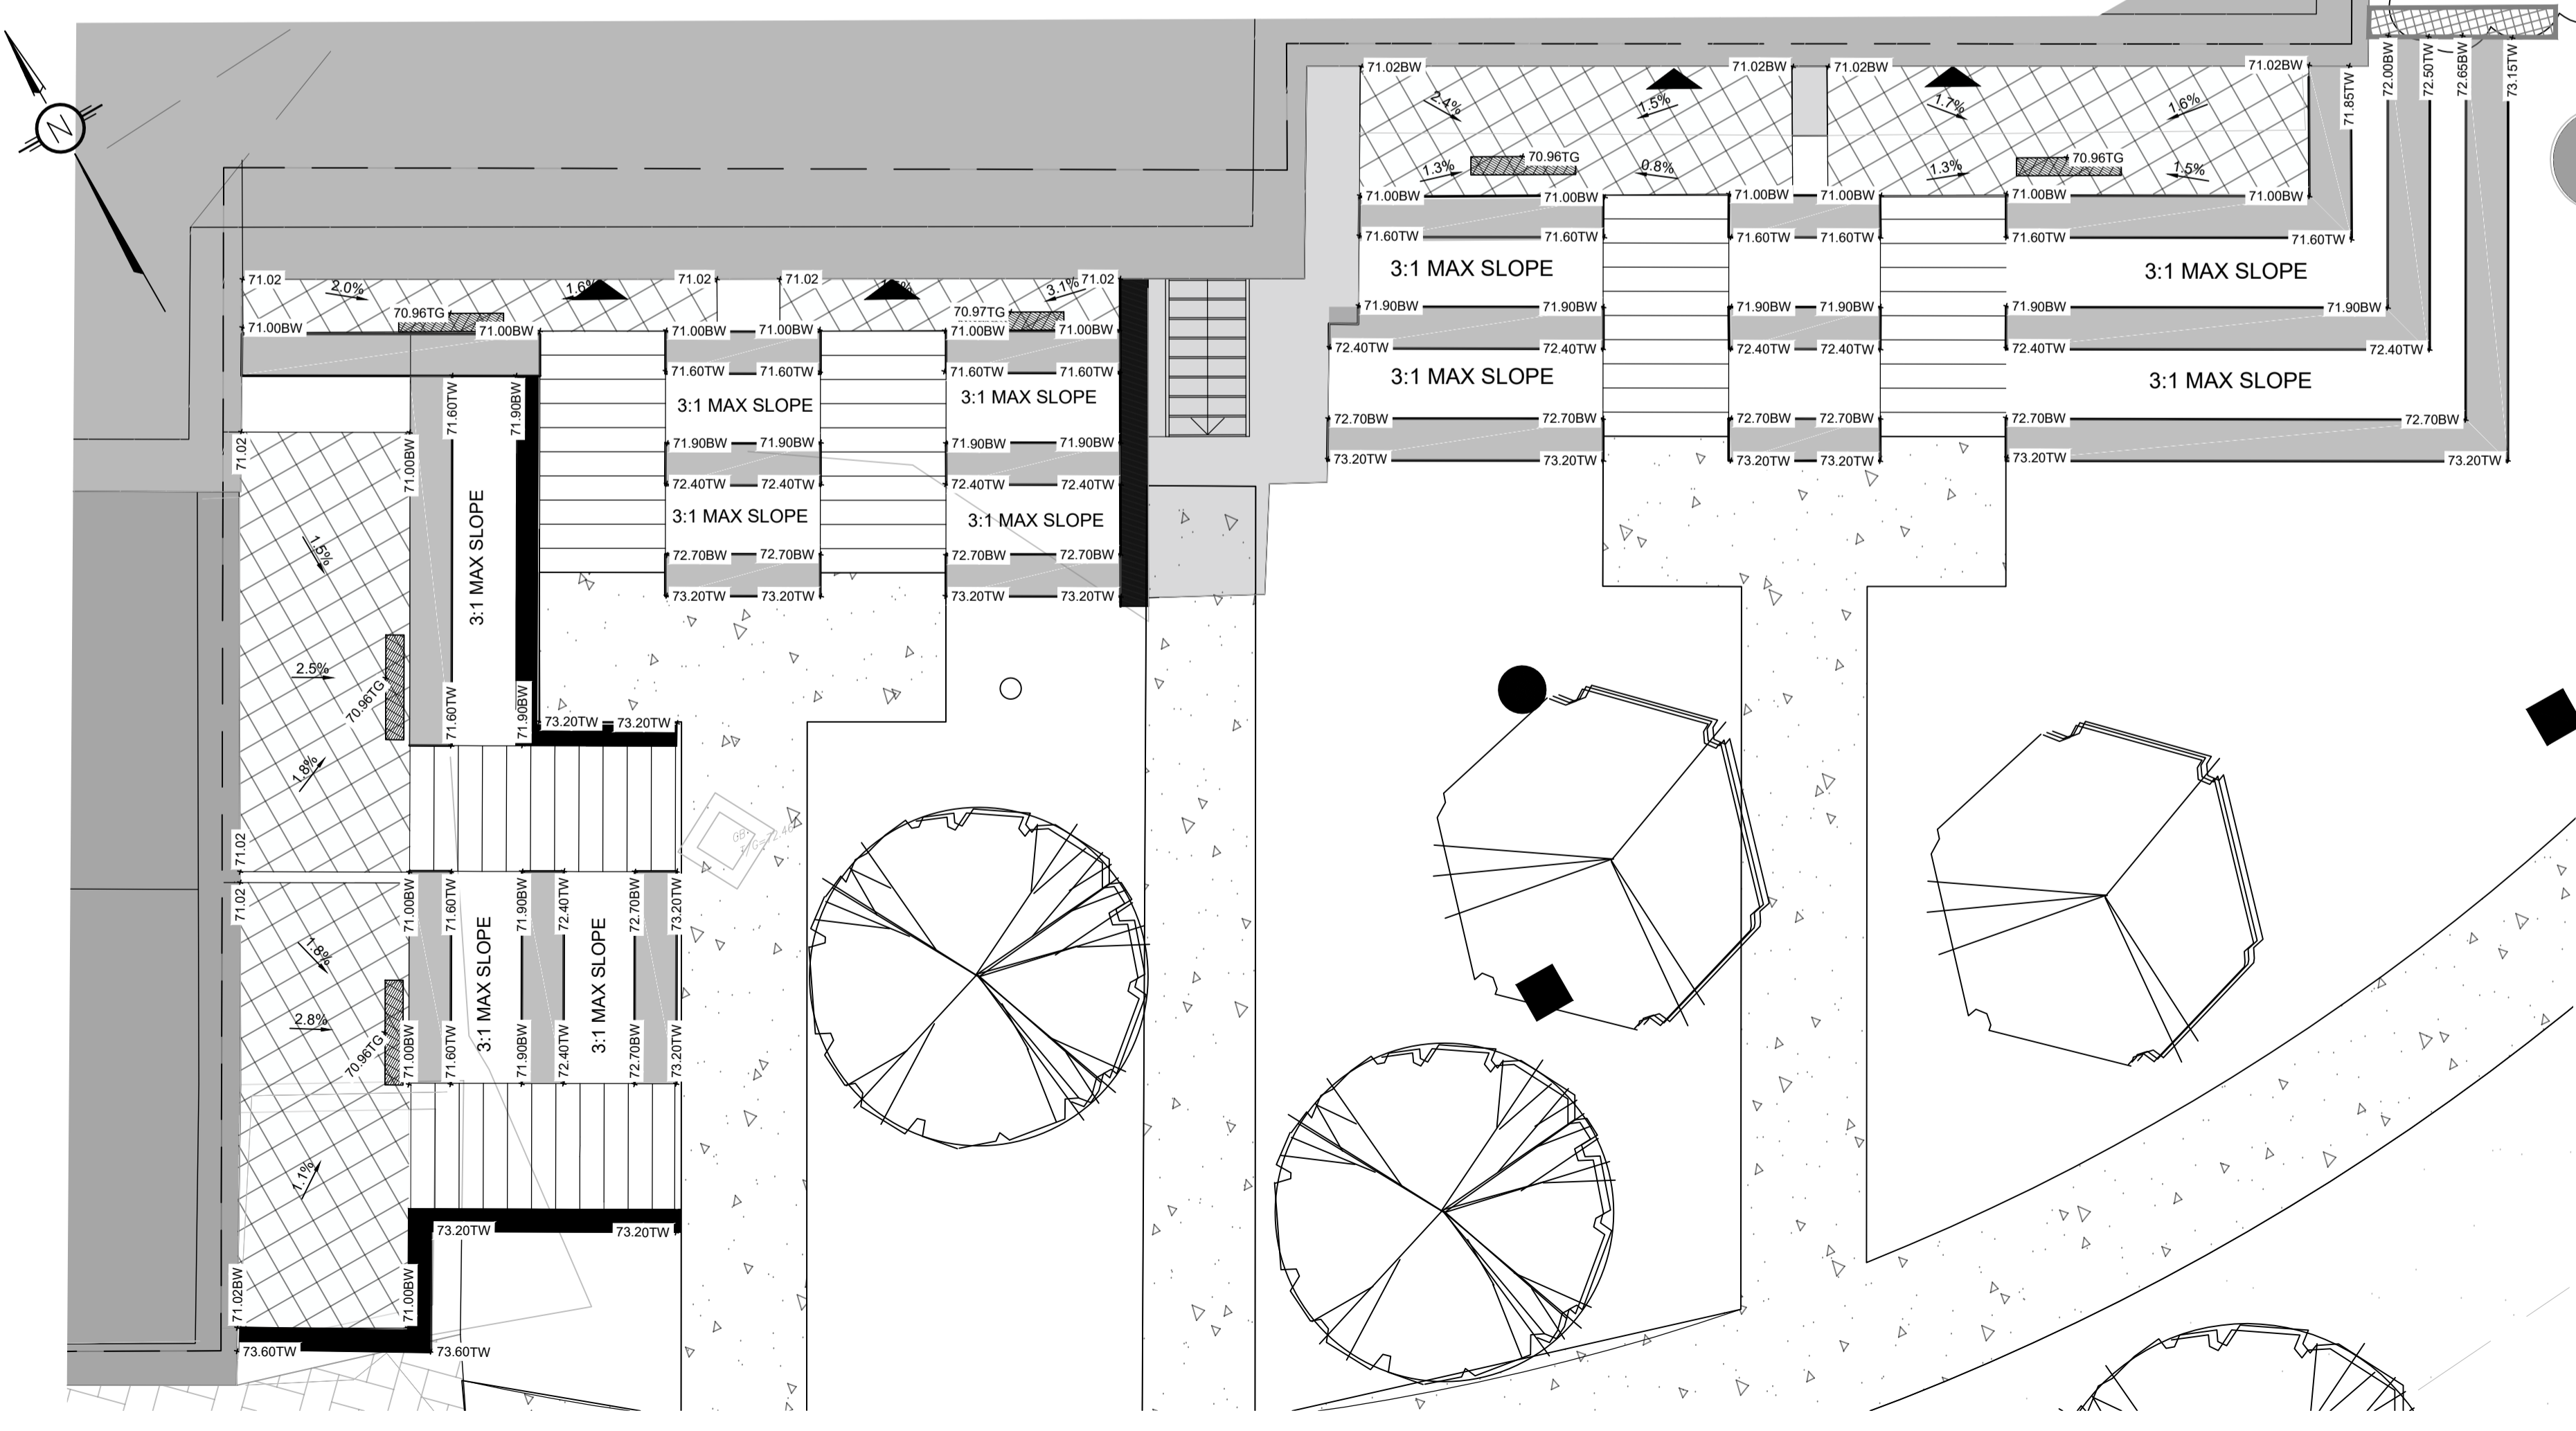 N
72.00BW 72.50TW 72.65BW 73.15TW
71.02BW 71.02BW 71.02BW 71.02BW 71.85TW
2.4% 1.5% 1.7% 1.6%
70.96TG 70.96TG
1.3% 0.8% 1.3% 1.5%
71.00BW 71.00BW 71.00BW 71.00BW 71.00BW 71.00BW
71.60TW 71.60TW 71.60TW 71.60TW 71.60TW 71.60TW
3:1 MAX SLOPE 3:1 MAX SLOPE
71.90BW 71.90BW 71.90BW 71.90BW 71.90BW 71.90BW
72.40TW 72.40TW 72.40TW 72.40TW 72.40TW 72.40TW
3:1 MAX SLOPE 3:1 MAX SLOPE
72.70BW 72.70BW 72.70BW 72.70BW 72.70BW 72.70BW
73.20TW 73.20TW 73.20TW 73.20TW 73.20TW 73.20TW
71.02 71.02 71.02 71.02
2.0% 1.6% 3.1%
70.96TG 70.97TG
71.00BW 71.00BW 71.00BW 71.00BW 71.00BW 71.00BW
71.60TW 71.60TW 71.60TW 71.60TW
3:1 MAX SLOPE 3:1 MAX SLOPE
71.90BW 71.90BW 71.90BW 71.90BW
72.40TW 72.40TW 72.40TW 72.40TW
3:1 MAX SLOPE 3:1 MAX SLOPE
72.70BW 72.70BW 72.70BW 72.70BW
73.20TW 73.20TW 73.20TW 73.20TW
71.02 71.00BW 71.60TW 71.90BW
1.5%
3:1 MAX SLOPE
2.5%
70.96TG
71.60TW 71.90BW
73.20TW 73.20TW
1.8%
71.02
71.02
71.00BW 71.60TW 71.90BW 72.40TW 72.70BW 73.20TW
1.8%
3:1 MAX SLOPE 3:1 MAX SLOPE
2.8%
70.96TG
71.00BW 71.60TW 71.90BW 72.40TW 72.70BW 73.20TW
1.1%
73.20TW 73.20TW
71.02BW 71.00BW
73.60TW 73.60TW